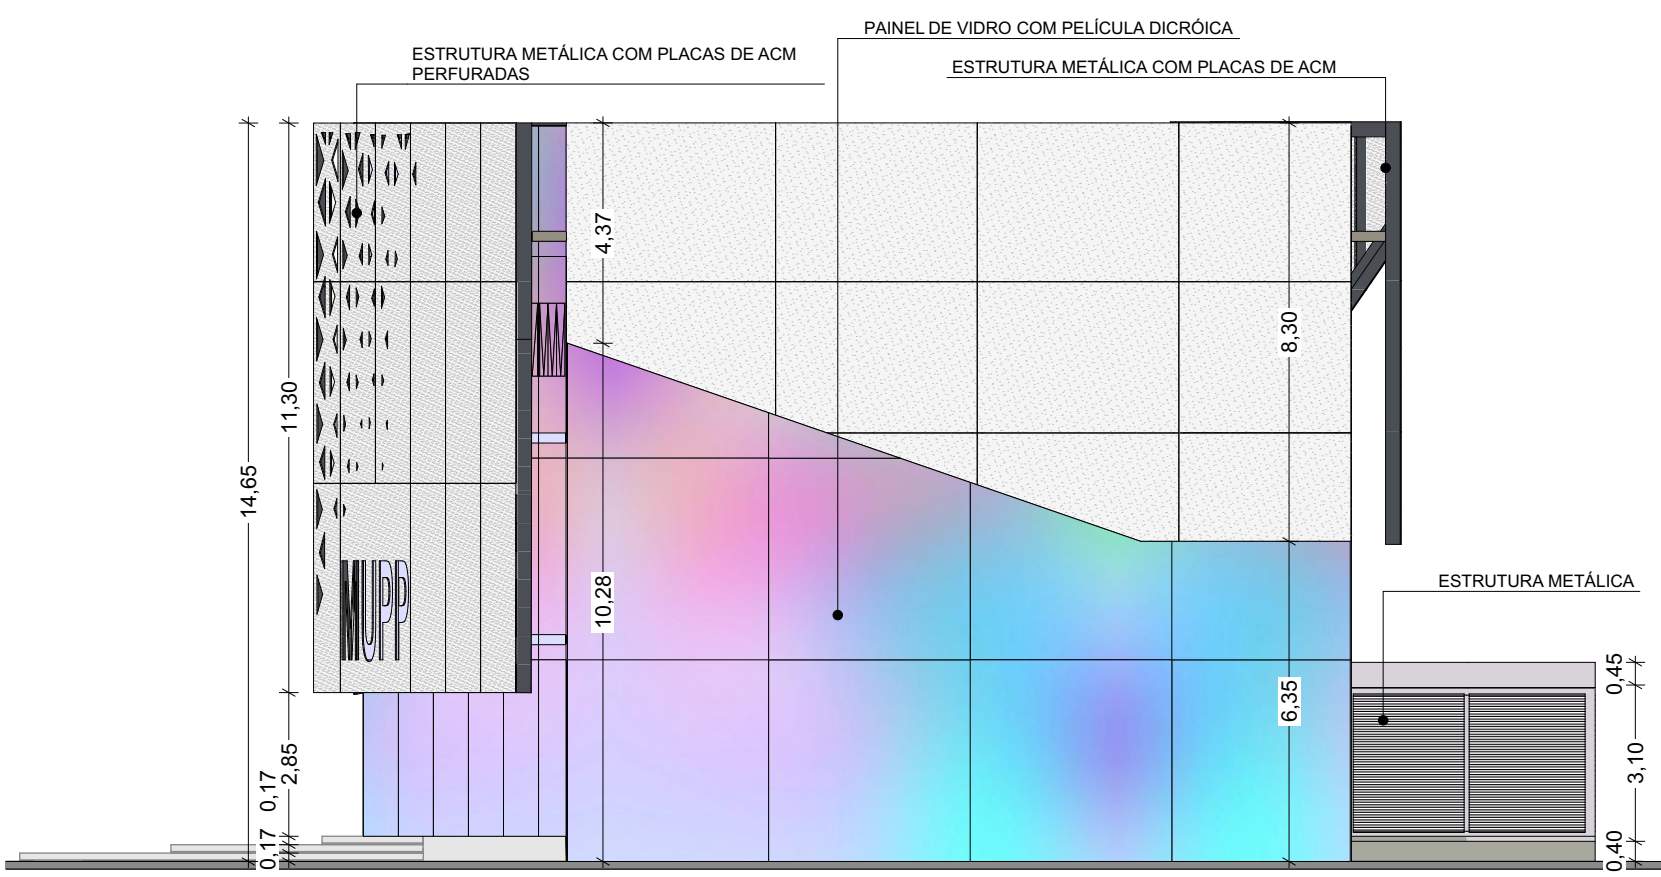 PAINEL DE VIDRO COM PELÍCULA DICRÓICA
ESTRUTURA METÁLICA COM PLACAS DE ACM
PERFURADAS
ESTRUTURA METÁLICA COM PLACAS DE ACM
14,65
11,30
2,85
0,17
0,17
4,37
10,28
8,30
6,35
MUPP
ESTRUTURA METÁLICA
0,45
3,10
0,40